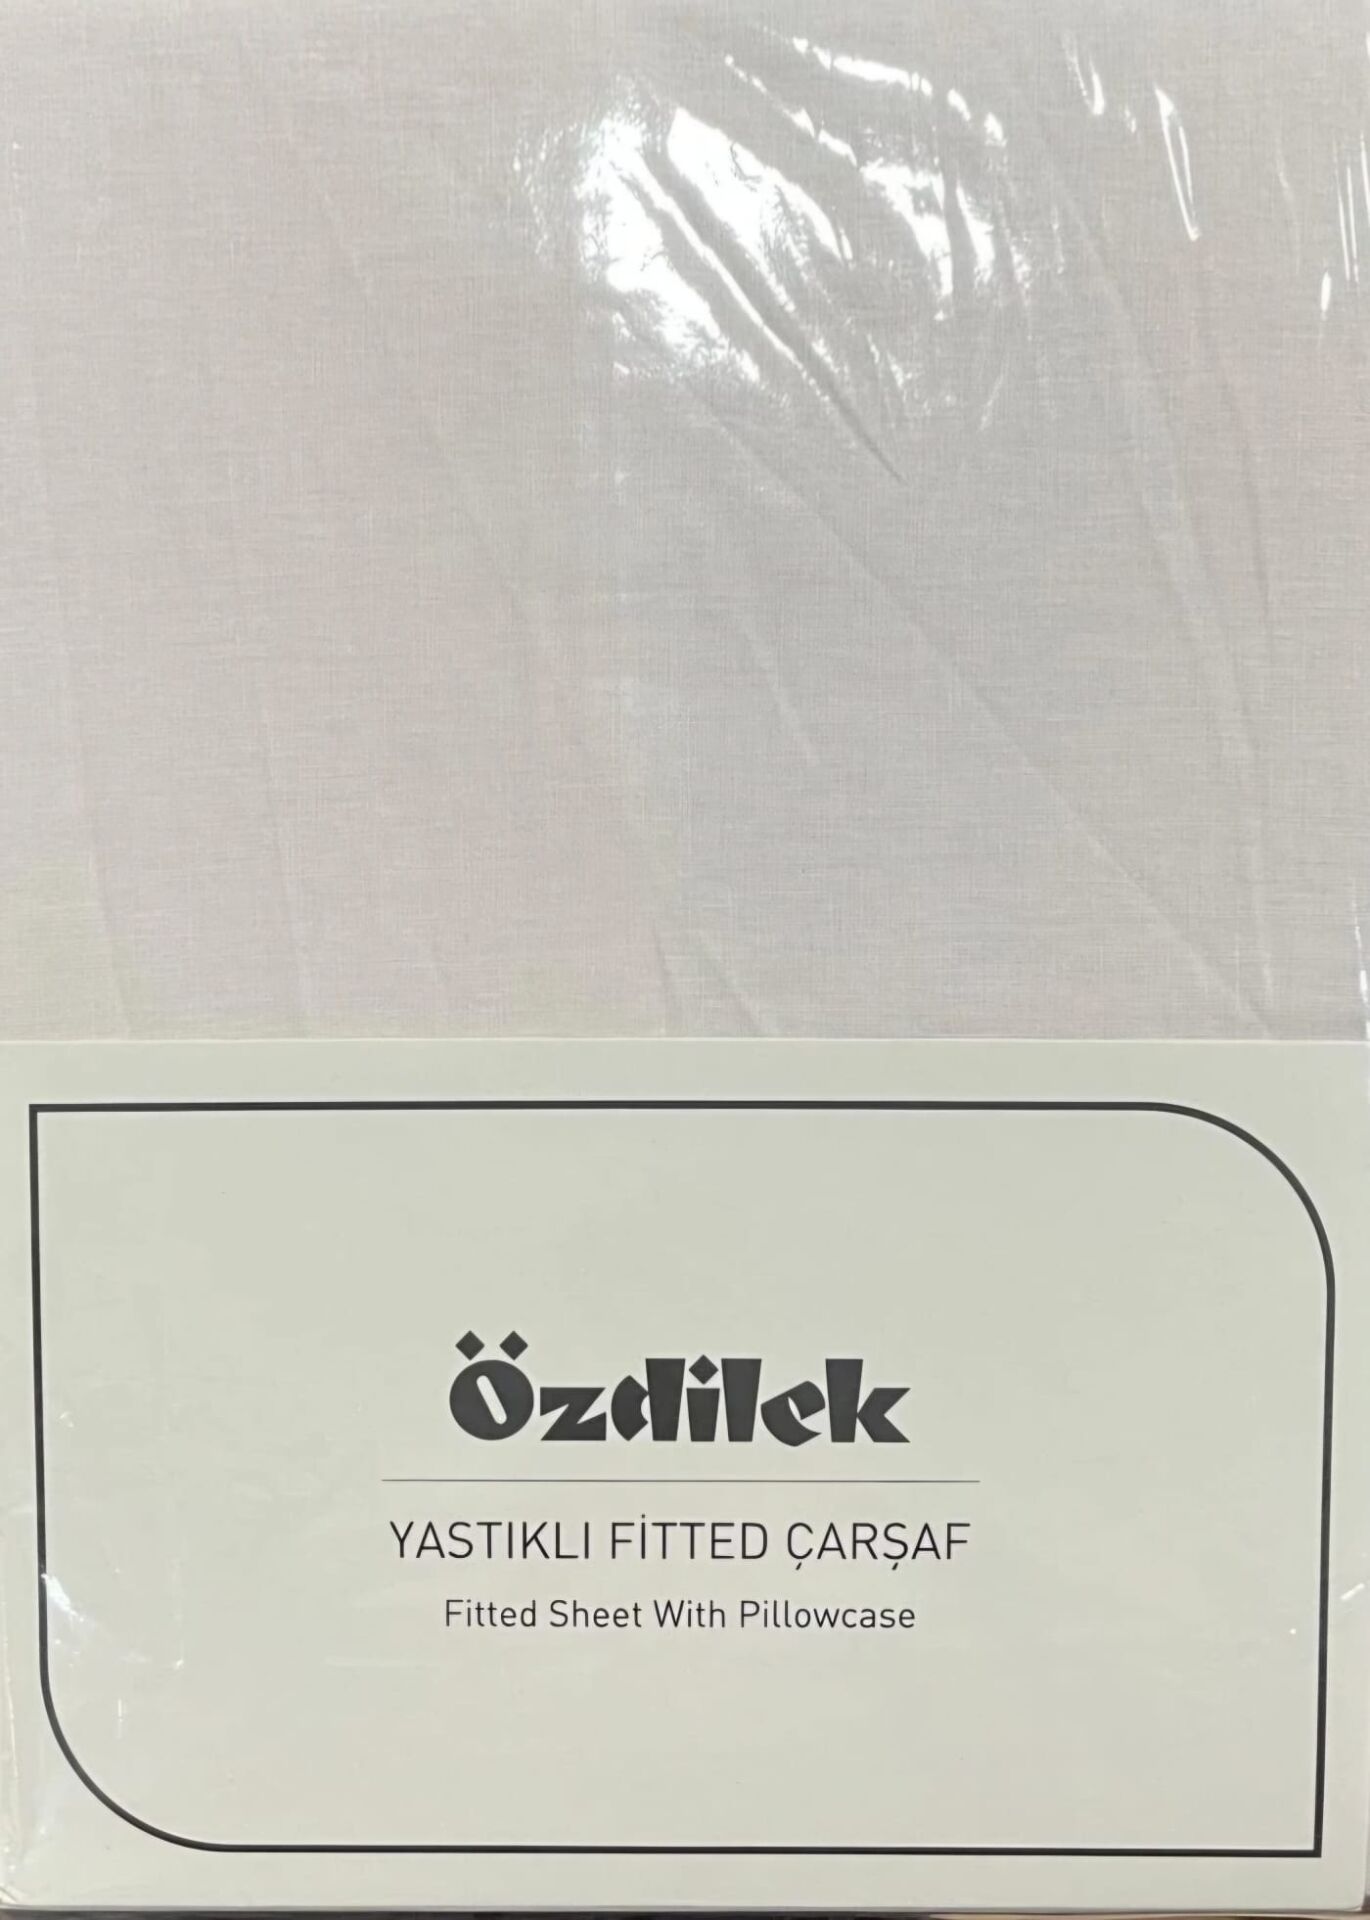 Özdilek
YASTIKLI FİTTED ÇARŞAF
Fitted Sheet With Pillowcase